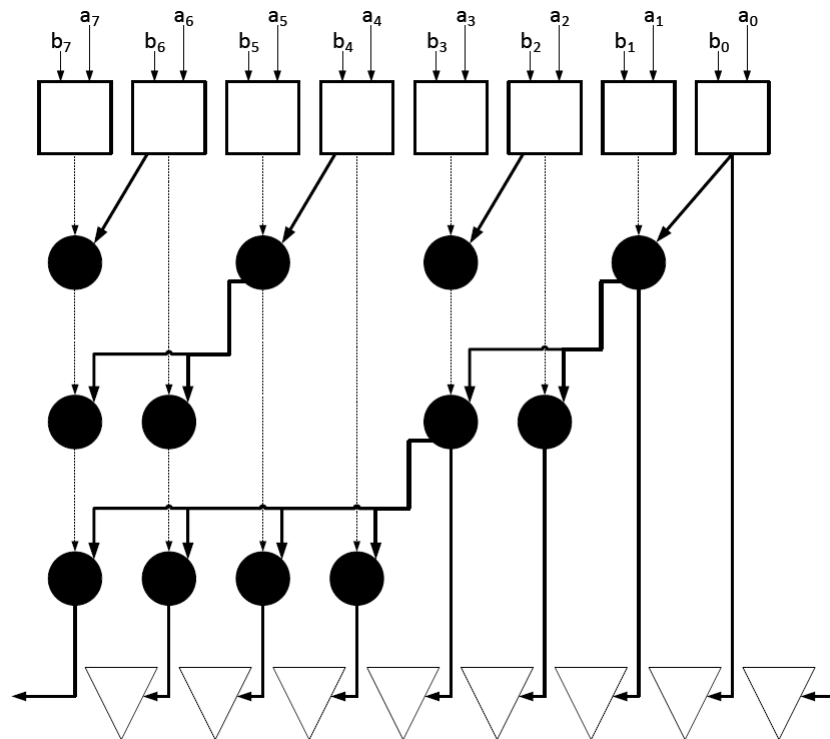 a₇ a₆ a₅ a₄ a₃ a₂ a₁ a₀
b₇ b₆ b₅ b₄ b₃ b₂ b₁ b₀